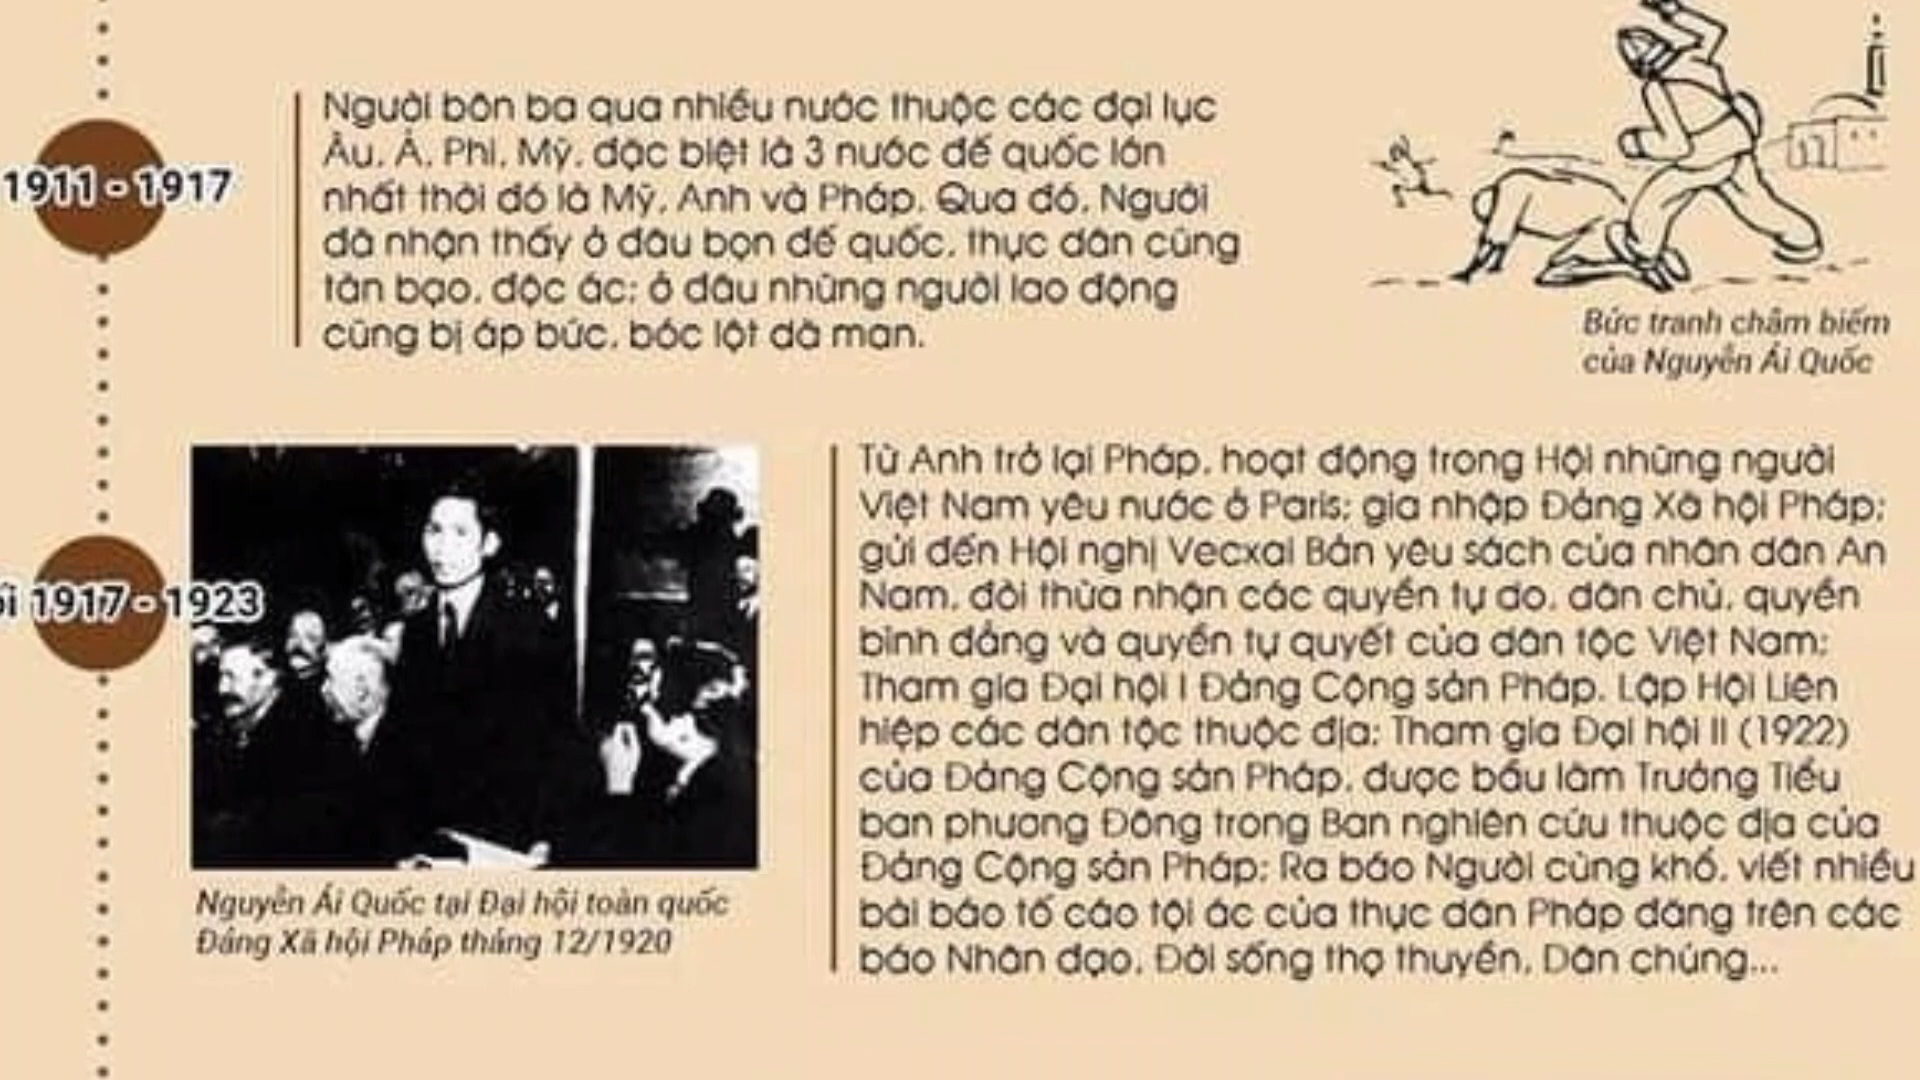 1911 - 1917
Người bôn ba qua nhiều nước thuộc các đại lục
Âu, Á, Phi, Mỹ, đặc biệt là 3 nước đế quốc lớn
nhất thời đó là Mỹ, Anh và Pháp. Qua đó, Người
đã nhận thấy ở đâu bọn đế quốc, thực dân cũng
tàn bạo, độc ác; ở đâu những người lao động
cũng bị áp bức, bóc lột dã man.
Bức tranh châm biếm
của Nguyễn Ái Quốc
1917 - 1923
Nguyễn Ái Quốc tại Đại hội toàn quốc
Đảng Xã hội Pháp tháng 12/1920
Từ Anh trở lại Pháp, hoạt động trong Hội những người
Việt Nam yêu nước ở Paris; gia nhập Đảng Xã hội Pháp;
gửi đến Hội nghị Vecxai Bản yêu sách của nhân dân An
Nam, đòi thừa nhận các quyền tự do, dân chủ, quyền
bình đẳng và quyền tự quyết của dân tộc Việt Nam;
Tham gia Đại hội I Đảng Cộng sản Pháp. Lập Hội Liên
hiệp các dân tộc thuộc địa; Tham gia Đại hội II (1922)
của Đảng Cộng sản Pháp, được bầu làm Trưởng Tiểu
ban phương Đông trong Ban nghiên cứu thuộc địa của
Đảng Cộng sản Pháp; Ra báo Người cùng khổ, viết nhiều
bài báo tố cáo tội ác của thực dân Pháp đăng trên các
báo Nhân đạo, Đời sống thợ thuyền, Dân chúng...